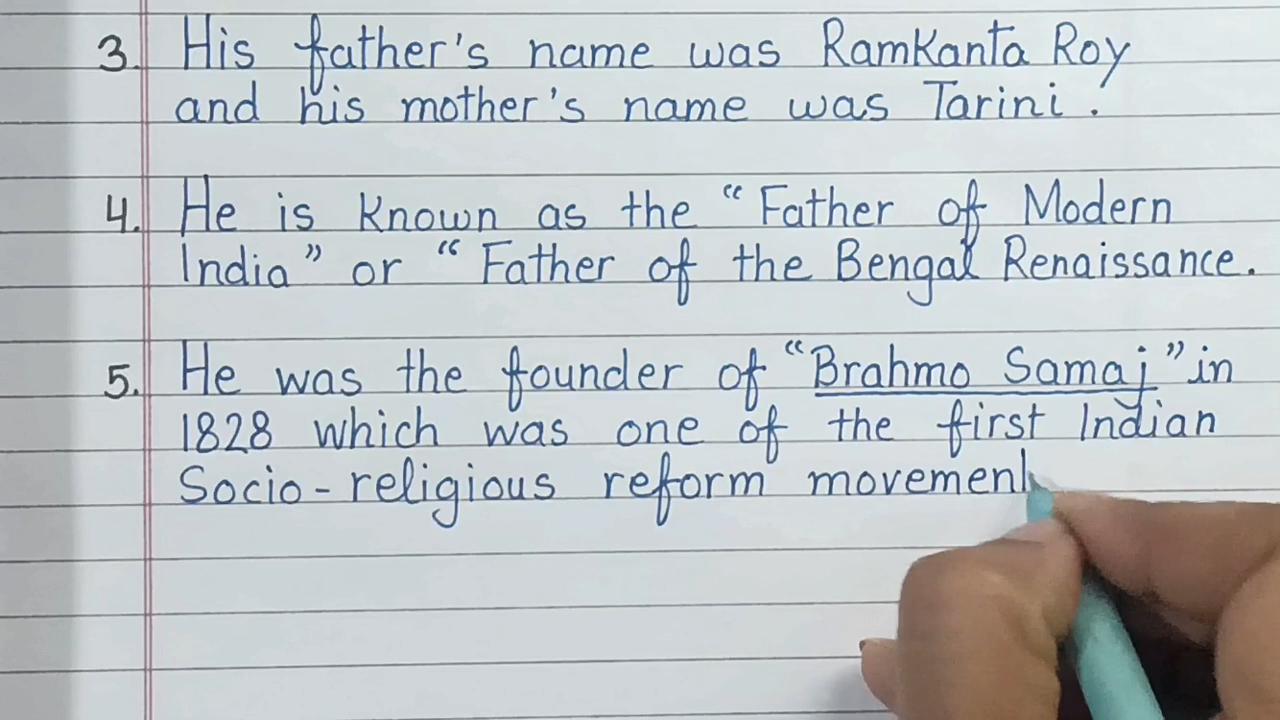 3. His father's name was RamKanta Roy
and his mother's name was Tarini.
4. He is Known as the “Father of Modern
India” or “Father of the Bengal Renaissance.
5. He was the founder of “Brahmo Samaj” in
1828 which was one of the first Indian
Socio-religious reform movement